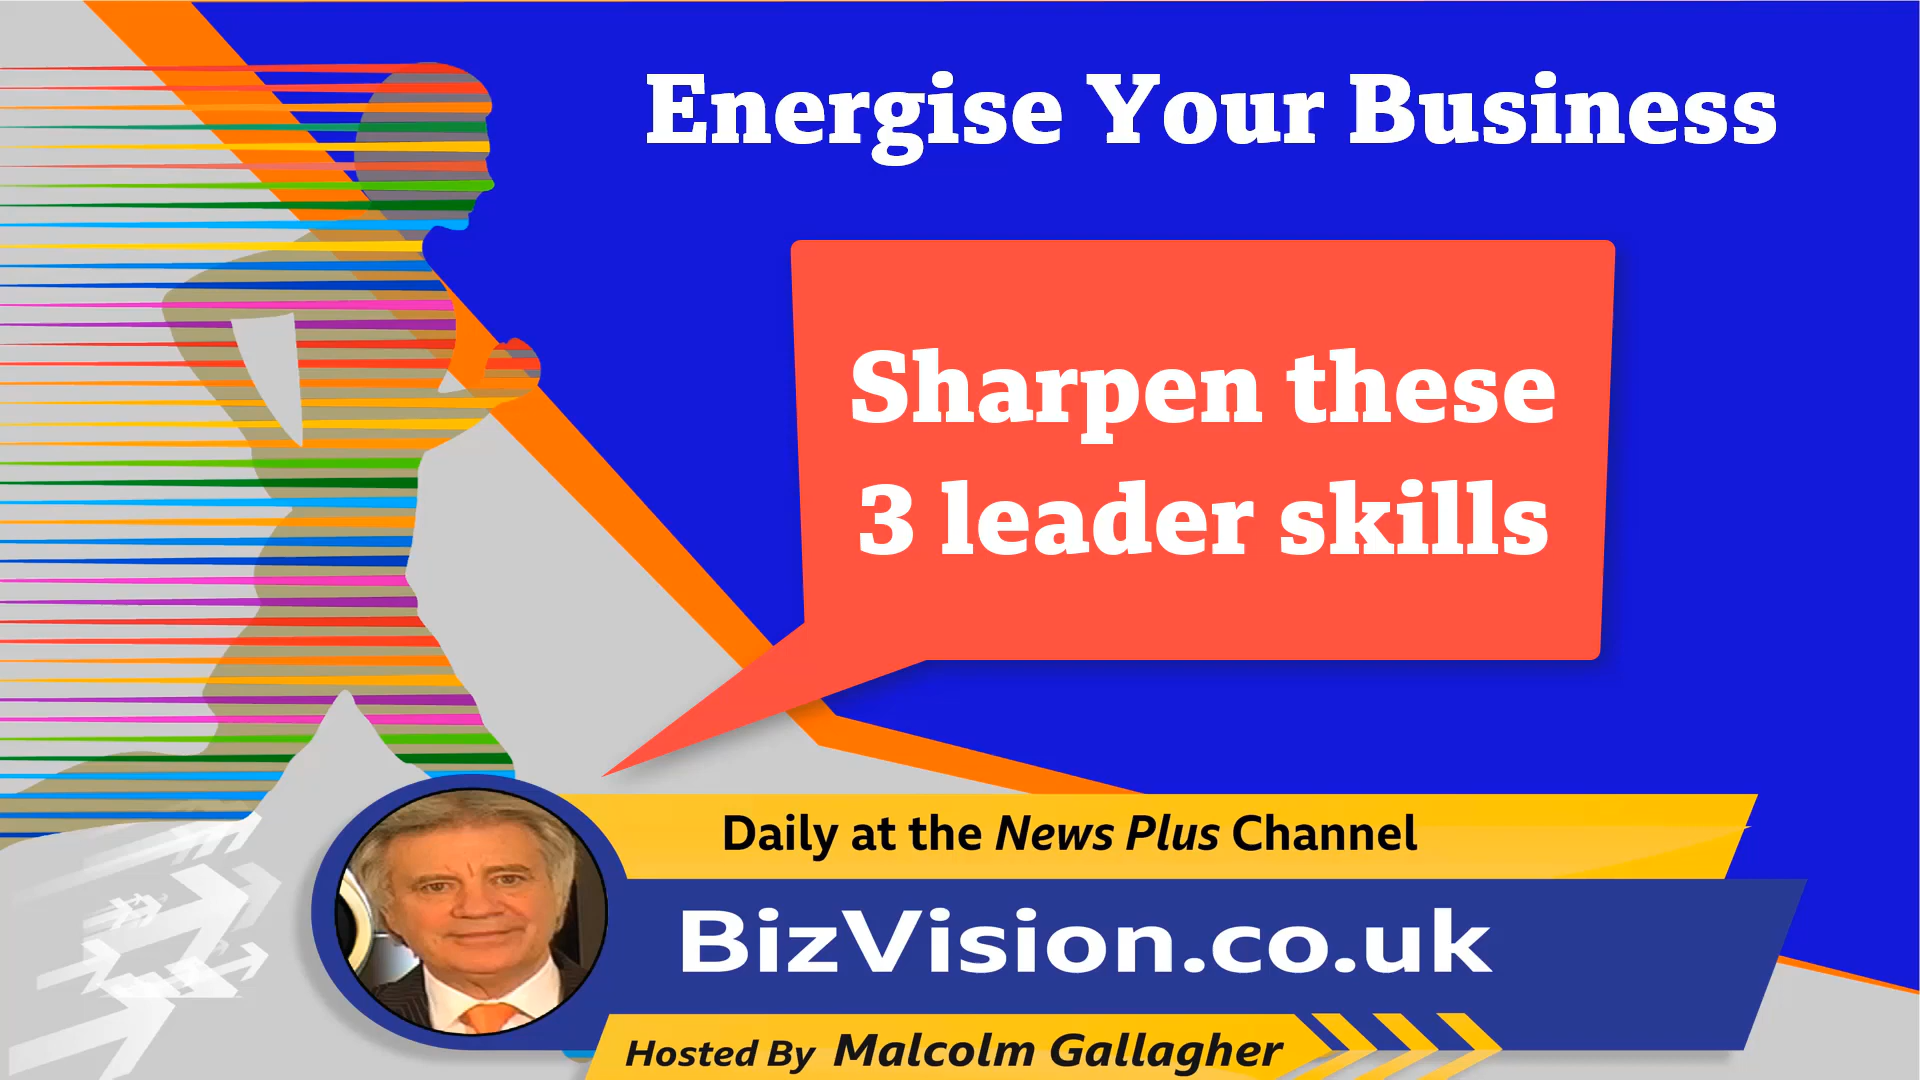 Energise Your Business
Sharpen these
3 leader skills
Daily at the News Plus Channel
BizVision.co.uk
Hosted By Malcolm Gallagher